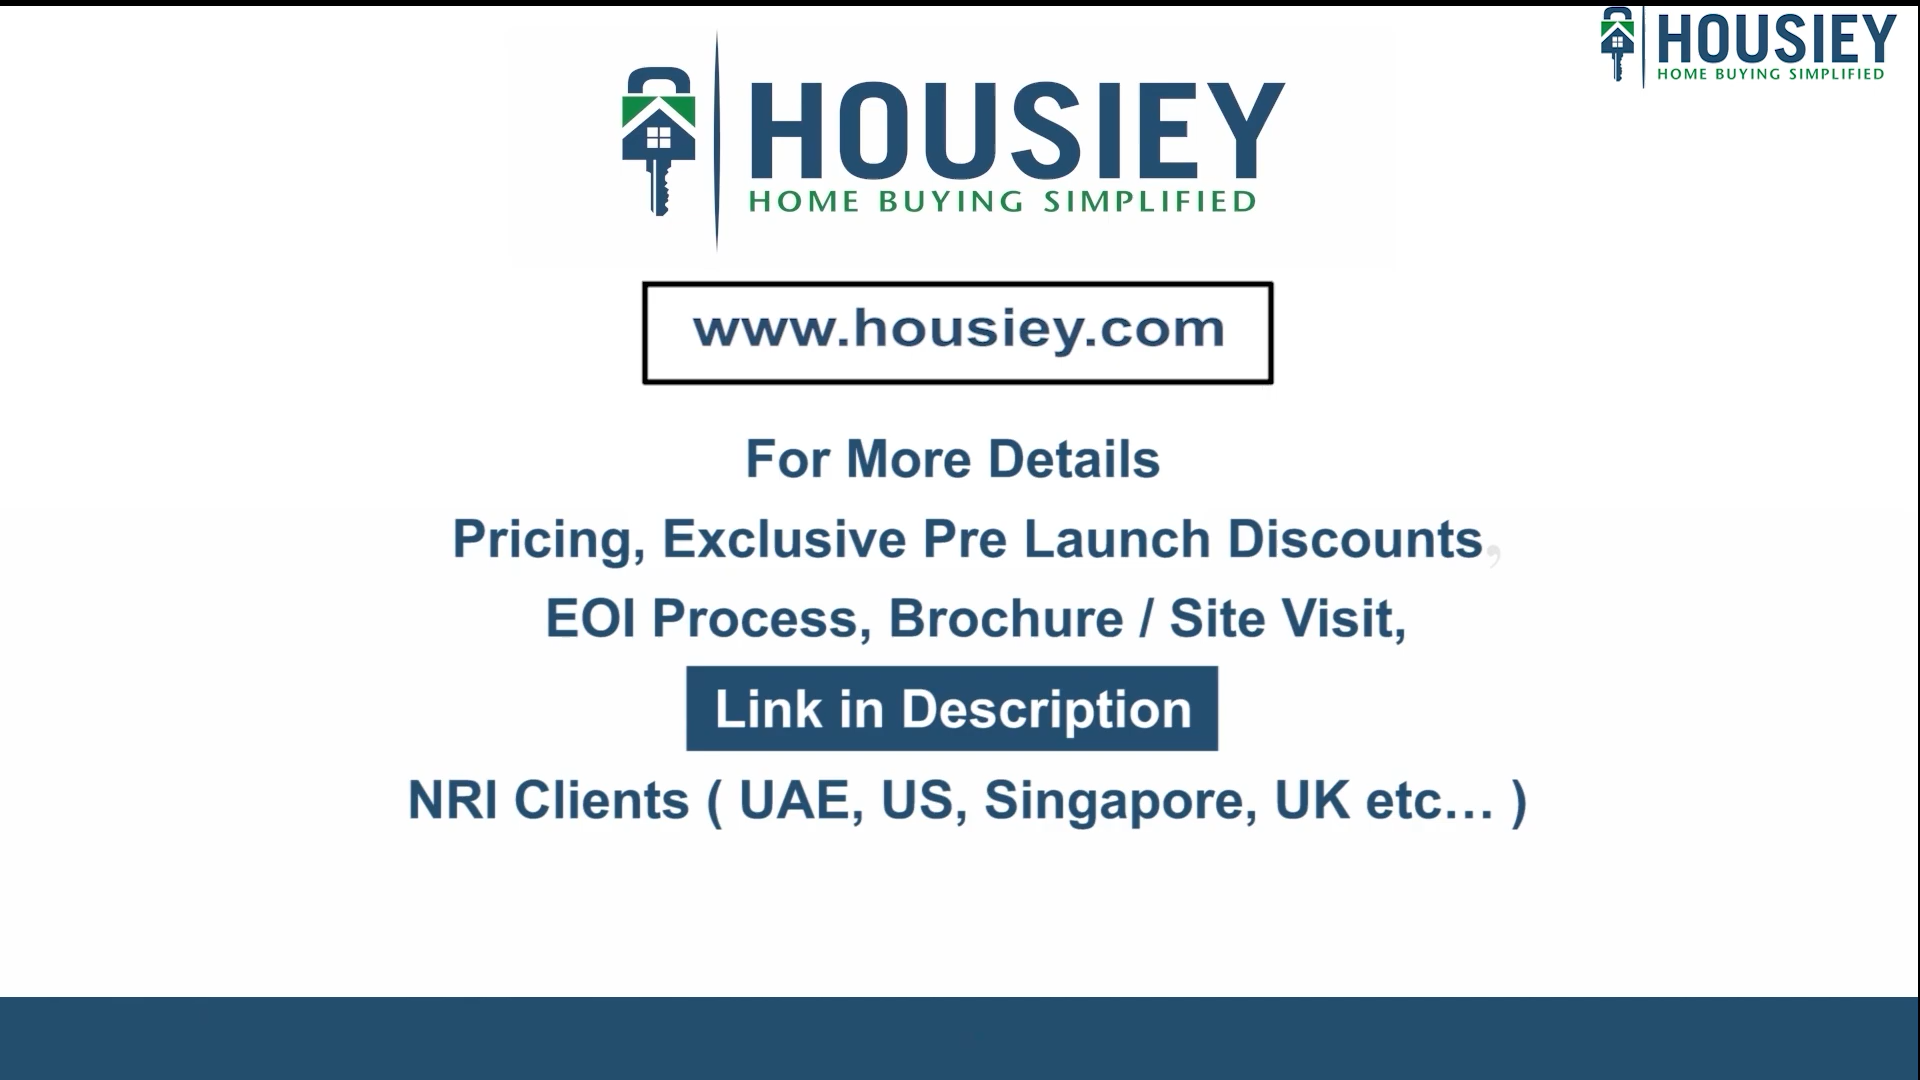 HOUSIEY
HOME BUYING SIMPLIFIED
HOUSIEY
HOME BUYING SIMPLIFIED
www.housiey.com
For More Details
Pricing, Exclusive Pre Launch Discounts,
EOI Process, Brochure / Site Visit,
Link in Description
NRI Clients ( UAE, US, Singapore, UK etc... )